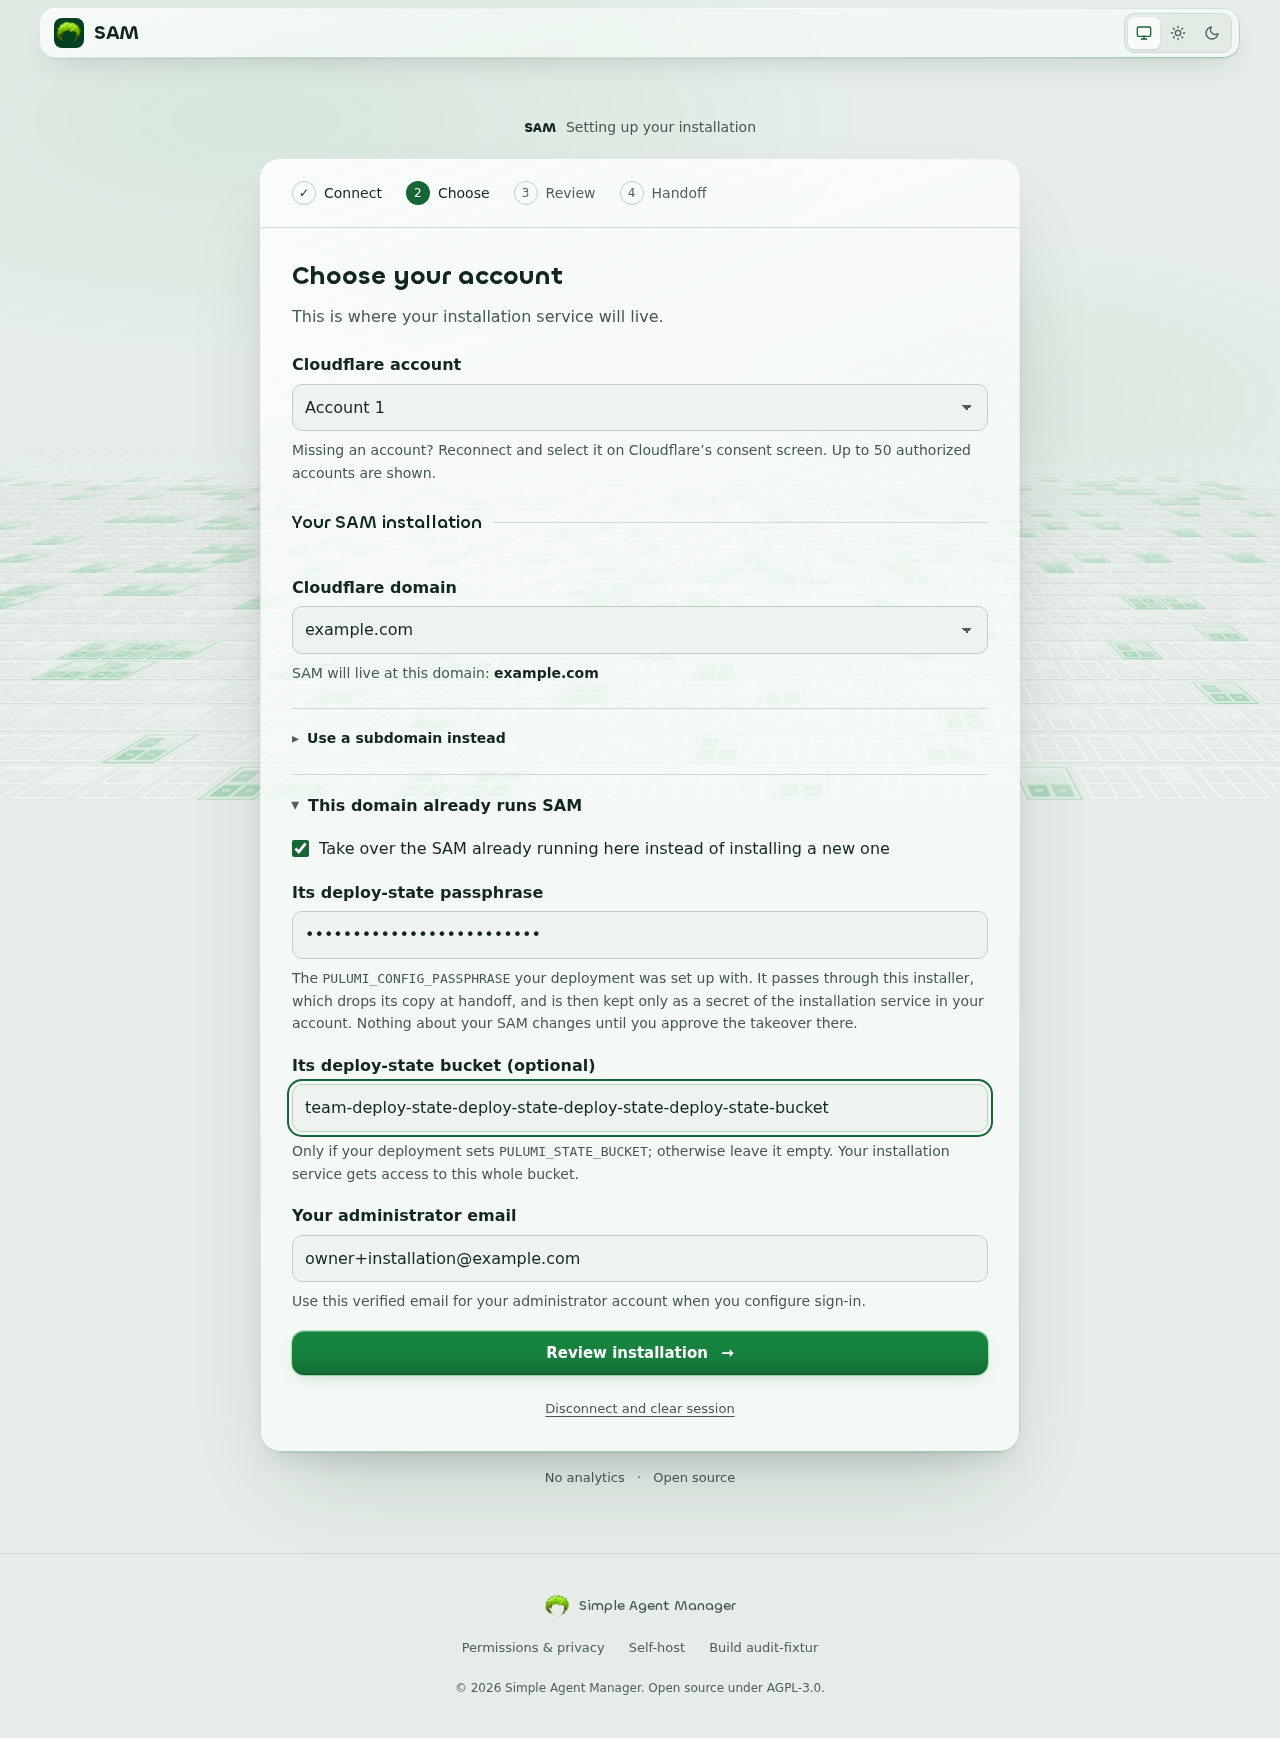 SAM
SAM Setting up your installation
✓ Connect 2 Choose 3 Review 4 Handoff
Choose your account
This is where your installation service will live.
Cloudflare account
Account 1
Missing an account? Reconnect and select it on Cloudflare’s consent screen. Up to 50 authorized
accounts are shown.
Your SAM installation
Cloudflare domain
example.com
SAM will live at this domain: example.com
▸ Use a subdomain instead
▾ This domain already runs SAM
Take over the SAM already running here instead of installing a new one
Its deploy-state passphrase
•••••••••••••••••••••••••
The PULUMI_CONFIG_PASSPHRASE your deployment was set up with. It passes through this installer,
which drops its copy at handoff, and is then kept only as a secret of the installation service in your
account. Nothing about your SAM changes until you approve the takeover there.
Its deploy-state bucket (optional)
team-deploy-state-deploy-state-deploy-state-deploy-state-bucket
Only if your deployment sets PULUMI_STATE_BUCKET; otherwise leave it empty. Your installation
service gets access to this whole bucket.
Your administrator email
owner+installation@example.com
Use this verified email for your administrator account when you configure sign-in.
Review installation →
Disconnect and clear session
No analytics · Open source
Simple Agent Manager
Permissions & privacy Self-host Build audit-fixtur
© 2026 Simple Agent Manager. Open source under AGPL-3.0.